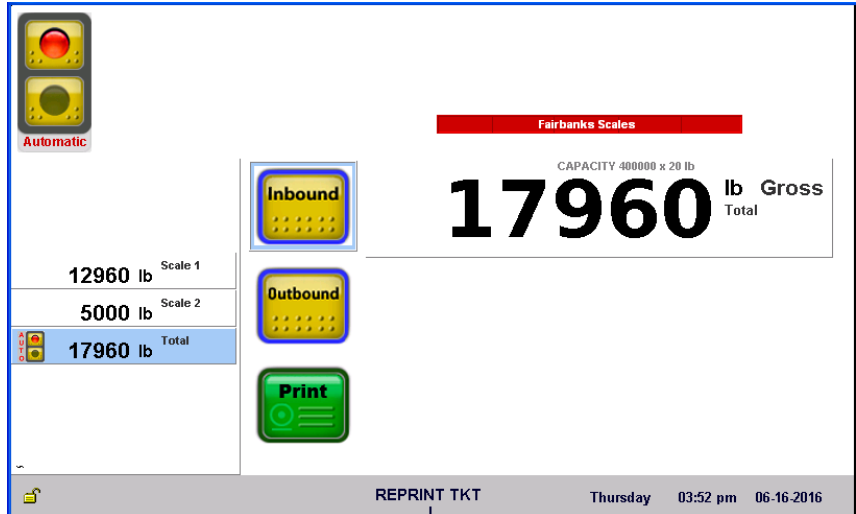 Automatic
Fairbanks Scales
CAPACITY 400000 x 20 lb
17960 lb Gross
Total
Inbound
12960 lb Scale 1
Outbound
5000 lb Scale 2
AUTO 17960 lb Total
Print
REPRINT TKT Thursday 03:52 pm 06-16-2016